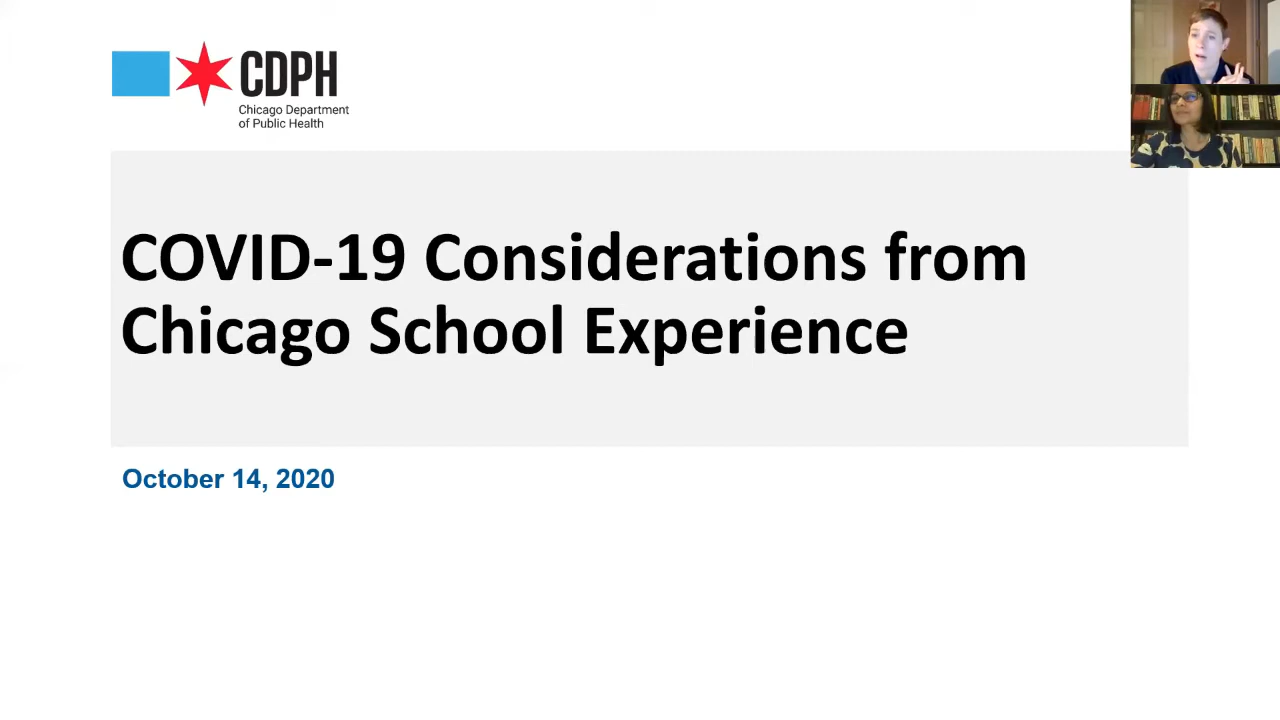 CDPH
Chicago Department
of Public Health
COVID-19 Considerations from
Chicago School Experience
October 14, 2020